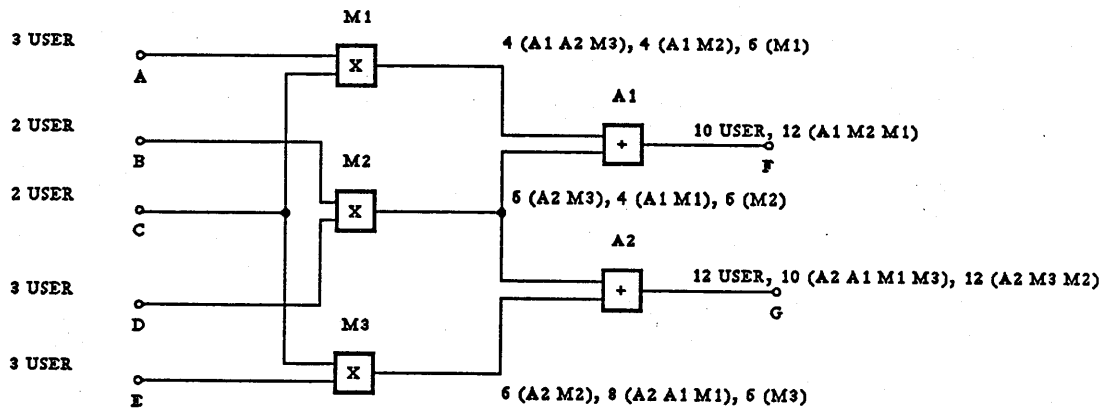 M1
3 USER
4 (A1 A2 M3), 4 (A1 M2), 6 (M1)
X
A
A1
2 USER
10 USER, 12 (A1 M2 M1)
+
B
M2
F
2 USER
6 (A2 M3), 4 (A1 M1), 6 (M2)
X
C
A2
12 USER, 10 (A2 A1 M1 M3), 12 (A2 M3 M2)
3 USER
+
D
G
M3
3 USER
X
6 (A2 M2), 8 (A2 A1 M1), 6 (M3)
E